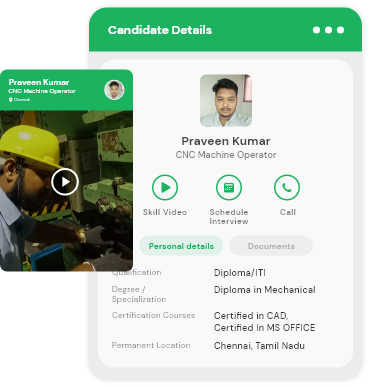 Candidate Details
Praveen Kumar
CNC Machine Operator
Chennai
Praveen Kumar
CNC Machine Operator
Skill Video
Schedule
Interview
Call
Personal details
Documents
Qualification
Diploma/ITI
Degree /
Specialization
Diploma in Mechanical
Certification Courses
Certified in CAD,
Certified In MS OFFICE
Permanent Location
Chennai, Tamil Nadu